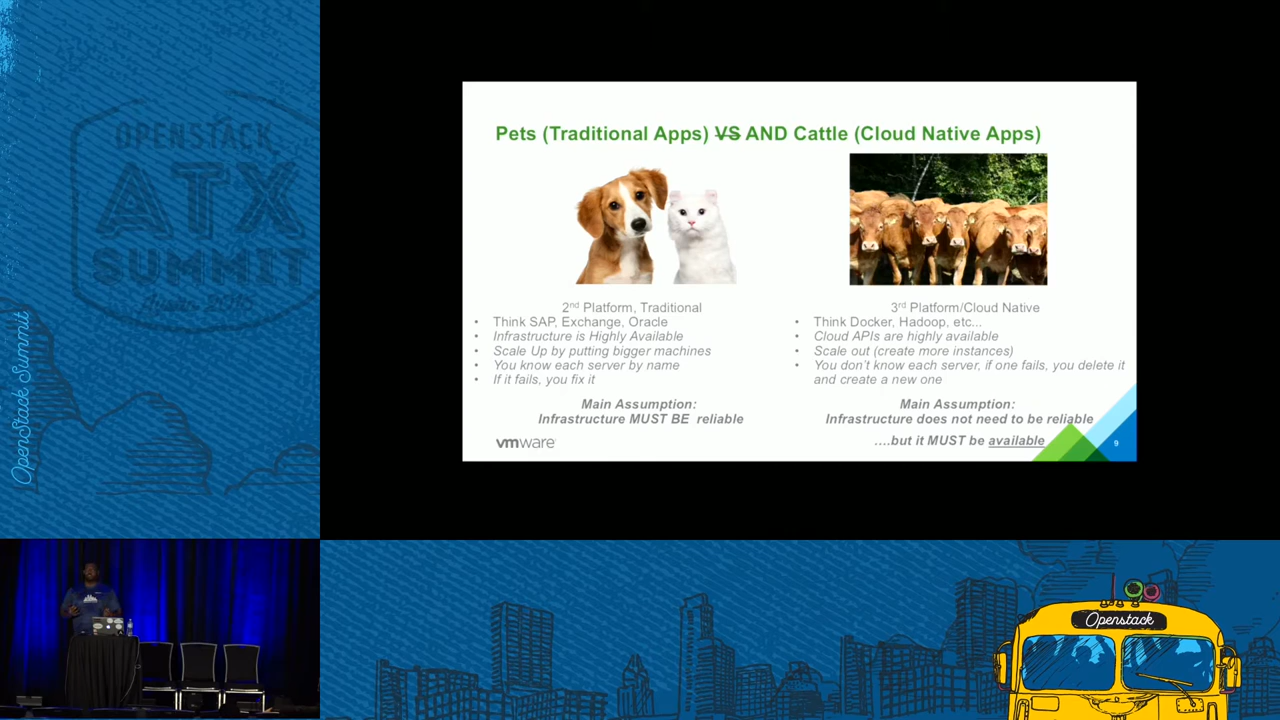 OPENSTACK
ATX
SUMMIT
OpenStack Summit
Pets (Traditional Apps) VS AND Cattle (Cloud Native Apps)
2nd Platform, Traditional
• Think SAP, Exchange, Oracle
• Infrastructure is Highly Available
• Scale Up by putting bigger machines
• You know each server by name
• If it fails, you fix it
Main Assumption:
Infrastructure MUST BE reliable
3rd Platform/Cloud Native
• Think Docker, Hadoop, etc...
• Cloud APIs are highly available
• Scale out (create more instances)
• You don't know each server, if one fails, you delete it
and create a new one
Main Assumption:
Infrastructure does not need to be reliable
....but it MUST be available
vmware
9
Openstack